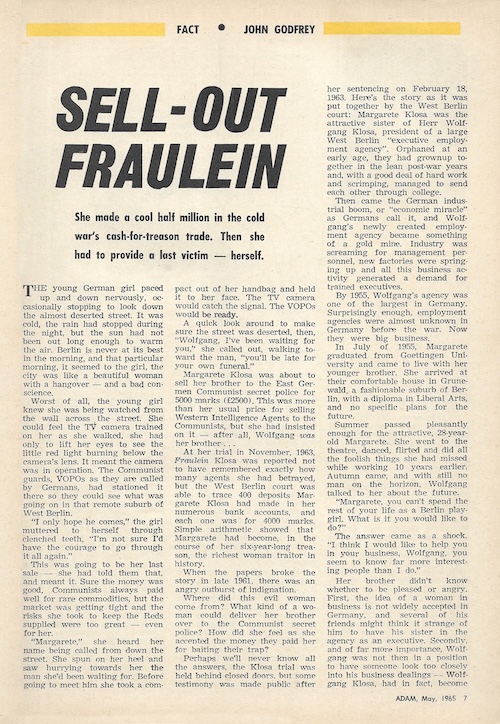 FACT • JOHN GODFREY
SELL-OUT
FRAULEIN
She made a cool half million in the cold
war's cash-for-treason trade. Then she
had to provide a last victim — herself.
THE young German girl paced
up and down nervously, oc-
casionally stopping to look down
the almost deserted street. It was
cold, the rain had stopped during
the night, but the sun had not
been out long enough to warm
the air. Berlin is never at its best
in the morning, and that particular
morning, it seemed to the girl, the
city was like a beautiful woman
with a hangover — and a bad con-
science.
Worst of all, the young girl
knew she was being watched from
the wall across the street. She
could feel the TV camera trained
on her as she walked, she had
only to lift her eyes to see the
little red light burning below the
camera's lens. It meant the camera
was in operation. The Communist
guards, VOPOs as they are called
by Germans, had stationed it
there so they could see what was
going on in that remote suburb of
West Berlin.
"I only hope he comes," the girl
muttered to herself through
clenched teeth, "I'm not sure I'd
have the courage to go through
it all again."
This was going to be her last
sale — she had told them that,
and meant it. Sure the money was
good, Communists always paid
well for rare commodities, but the
market was getting tight and the
risks she took to keep the Reds
supplied were too great — even
for her.
"Margarete," she heard her
name being called from down the
street. She spun on her heel and
saw hurrying towards her the
man she'd been waiting for. Before
going to meet him she took a com-
pact out of her handbag and held
it to her face. The TV camera
would catch the signal. The VOPOs
would be ready.
A quick look around to make
sure the street was deserted, then,
"Wolfgang, I've been waiting for
you," she called out, walking to-
ward the man, "you'll be late for
your own funeral."
Margarete Klosa was about to
sell her brother to the East Ger-
men Communist secret police for
5000 marks (£2500). This was more
than her usual price for selling
Western Intelligence Agents to the
Communists, but she had insisted
on it — after all, Wolfgang was
her brother.
At her trial in November, 1963,
Fraulein Klosa was reported not
to have remembered exactly how
many agents she had betrayed,
but the West Berlin court was
able to trace 400 deposits Mar-
garete Klosa had made in her
numerous bank accounts, and
each one was for 4000 marks.
Simple arithmetic showed that
Margarete had become, in the
course of her six-year-long trea-
son, the richest woman traitor in
history.
When the papers broke the
story in late 1961, there was an
angry outburst of indignation.
Where did this evil woman
come from? What kind of a wo-
man could deliver her brother
over to the Communist secret
police? How did she feel as she
accepted the money they paid her
for baiting their trap?
Perhaps we'll never know all
the answers, the Klosa trial was
held behind closed doors, but some
testimony was made public after
her sentencing on February 18,
1963. Here's the story as it was
put together by the West Berlin
court: Margarete Klosa was the
attractive sister of Herr Wolf-
gang Klosa, president of a large
West Berlin "executive employ-
ment agency". Orphaned at an
early age, they had grownup to-
gether in the lean post-war years
and, with a good deal of hard work
and scrimping, managed to send
each other through college.
Then came the German indus-
trial boom, or "economic miracle"
as Germans call it, and Wolf-
gang's newly created employ-
ment agency became something
of a gold mine. Industry was
screaming for management per-
sonnel, new factories were spring-
ing up and all this business ac-
tivity generated a demand for
trained executives.
By 1955, Wolfgang's agency was
one of the largest in Germany.
Surprisingly enough, employment
agencies were almost unknown in
Germany before the war. Now
they were big business.
In July of 1955, Margarete
graduated from Goettingen Uni-
versity and came to live with her
younger brother. She arrived at
their comfortable house in Grune-
wald, a fashionable suburb of Ber-
lin, with a diploma in Liberal Arts,
and no specific plans for the
future.
Summer passed pleasantly
enough for the attractive, 28-year-
old Margarete. She went to the
theatre, danced, flirted and did all
the foolish things she had missed
while working 10 years earlier.
Autumn came, and with still no
man on the horizon, Wolfgang
talked to her about the future.
"Margarete, you can't spend the
rest of your life as a Berlin play-
girl. What is it you would like to
do?"
The answer came as a shock.
"I think I would like to help you
in your business, Wolfgang, you
seem to know far more interest-
ing people than I do."
Her brother didn't know
whether to be pleased or angry.
First, the idea of a woman in
business is not widely accepted in
Germany, and several of his
friends might think it strange of
him to have his sister in the
agency as an executive. Secondly,
and of far more importance, Wolf-
gang was not then in a position
to have someone look too closely
into his business dealings — Wolf-
gang Klosa, had in fact, become
ADAM, May, 1965 7